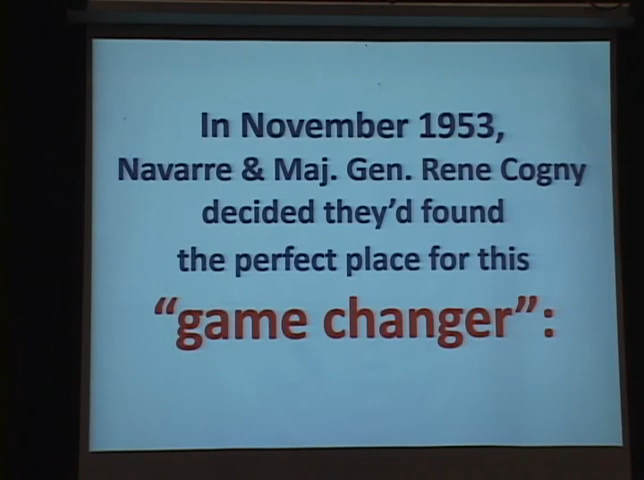 In November 1953,
Navarre & Maj. Gen. Rene Cogny
decided they’d found
the perfect place for this
“game changer”: